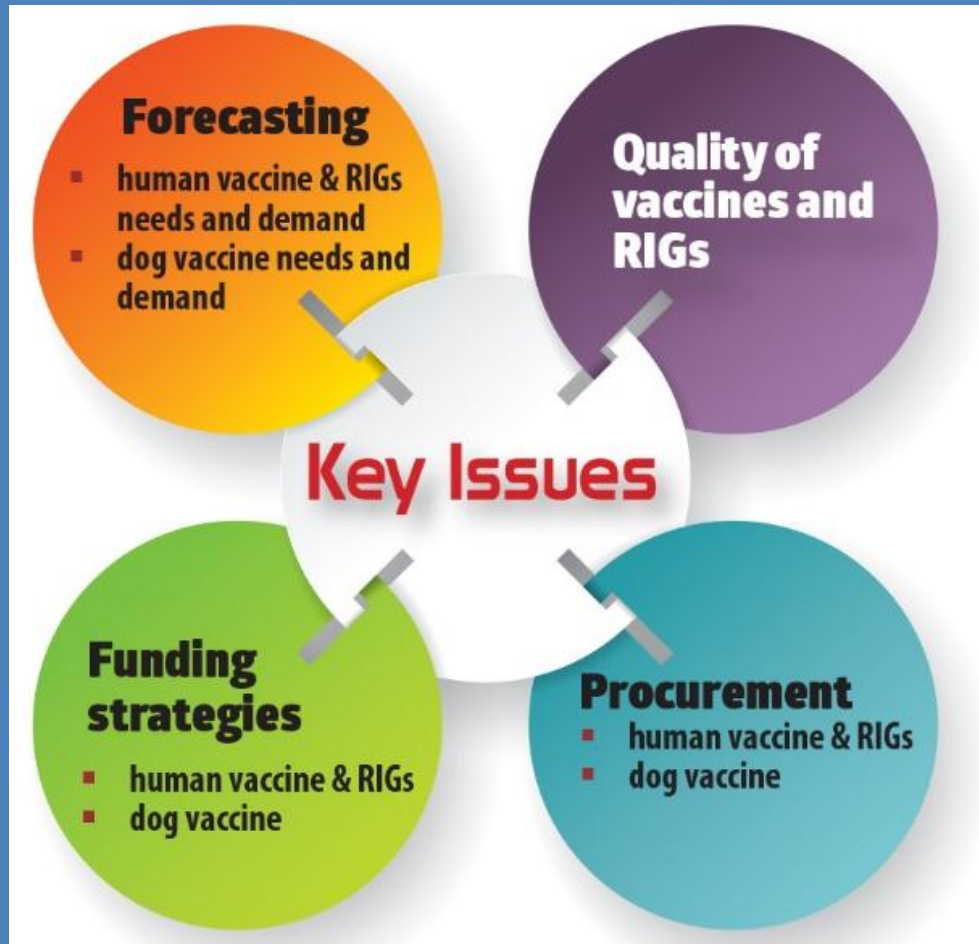 Forecasting
▪ human vaccine & RIGs
needs and demand
▪ dog vaccine needs and
demand
Quality of
vaccines and
RIGs
Key Issues
Funding
strategies
▪ human vaccine & RIGs
▪ dog vaccine
Procurement
▪ human vaccine & RIGs
▪ dog vaccine